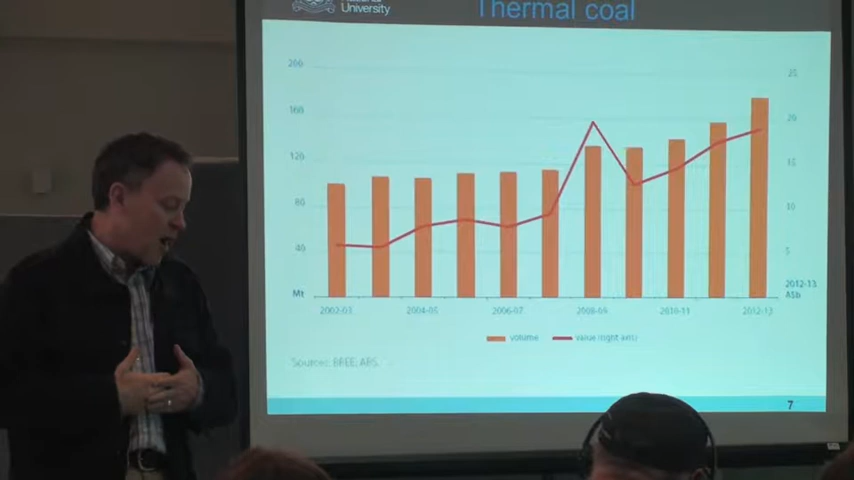 University
Thermal coal
200
160
120
80
40
Mt
25
20
15
10
5
2012-13
A$b
2002-03
2004-05
2006-07
2008-09
2010-11
2012-13
volume
value (right axis)
Sources: BREE; ABS.
7